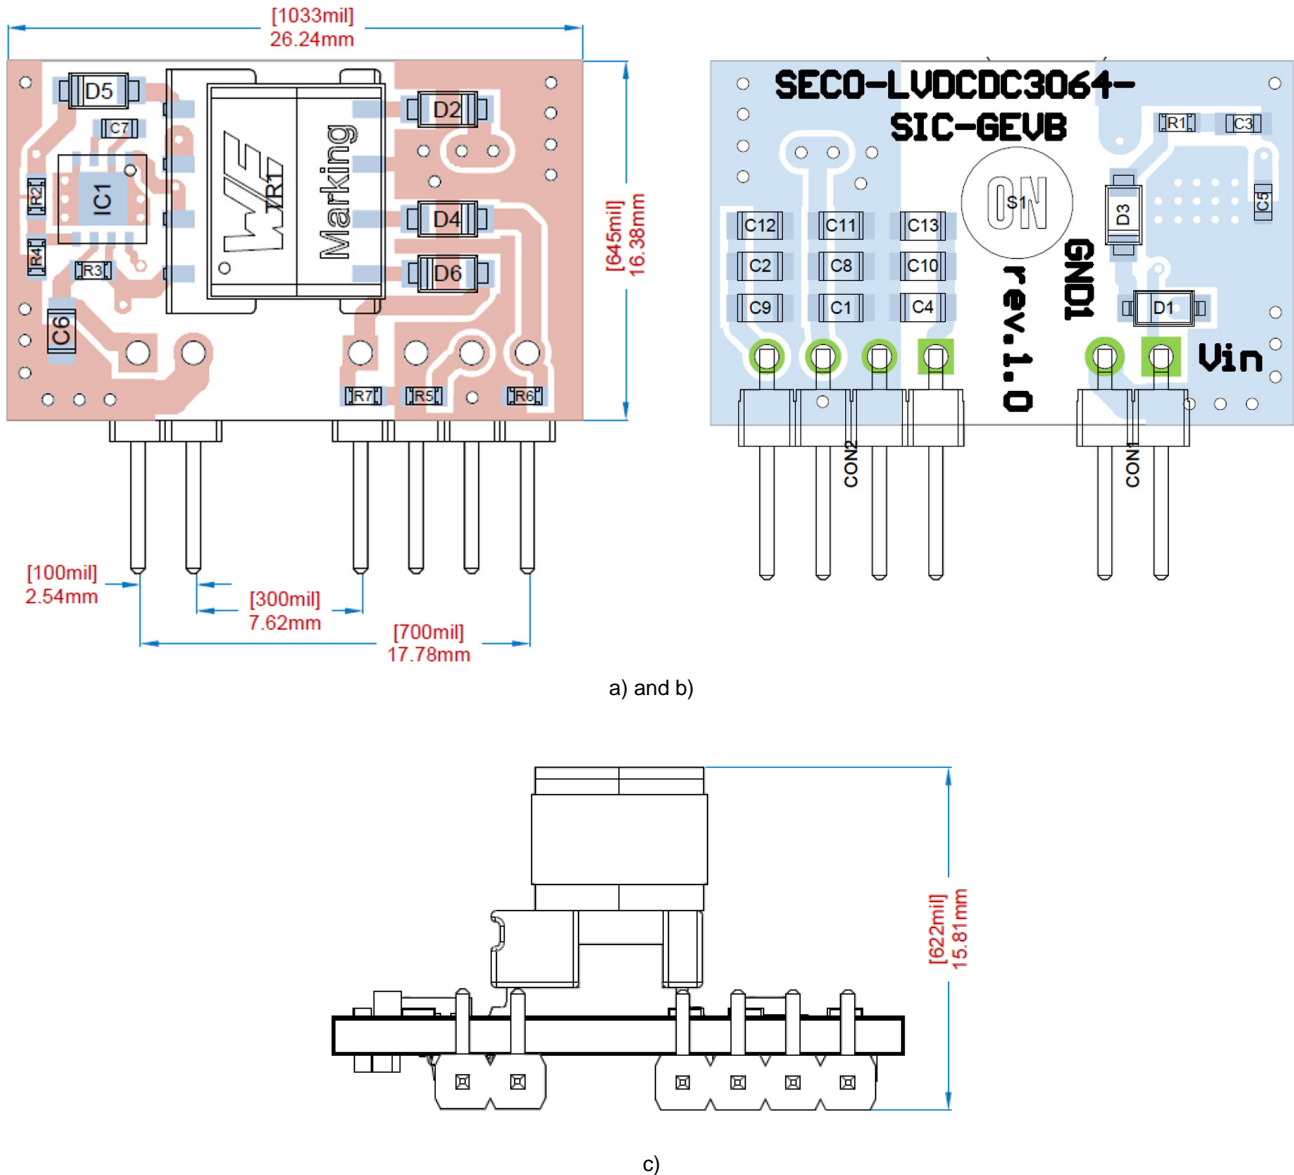 [1033mil]
26.24mm
D5
C7
R2
IC1
R4
R3
C6
WE
TR1
Marking
D2
D4
D6
R7
R5
R6
[645mil]
16.38mm
[100mil]
2.54mm
[300mil]
7.62mm
[700mil]
17.78mm
SECO-LVDCDC3064-
SIC-GEVB
R1
C3
ON
S1
D3
C5
C12
C11
C13
C2
C8
C10
C9
C1
C4
GND1
rev.1.0
D1
Vin
CON2
CON1
a) and b)
[622mil]
15.81mm
c)